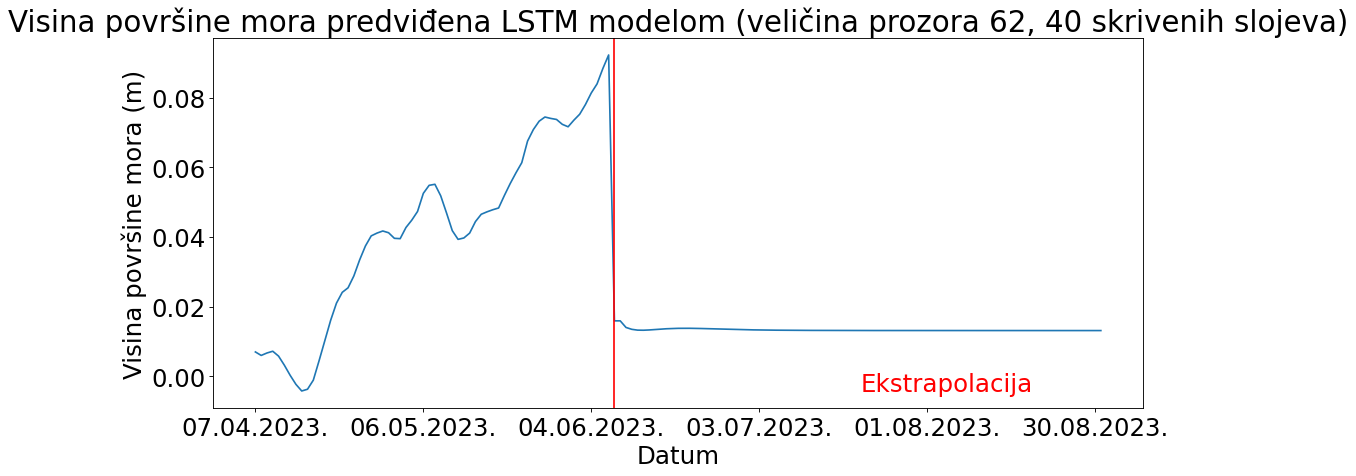 Visina površine mora predviđena LSTM modelom (veličina prozora 62, 40 skrivenih slojeva)
Visina površine mora (m)
0.08
0.06
0.04
0.02
0.00
Ekstrapolacija
07.04.2023. 06.05.2023. 04.06.2023. 03.07.2023. 01.08.2023. 30.08.2023.
Datum